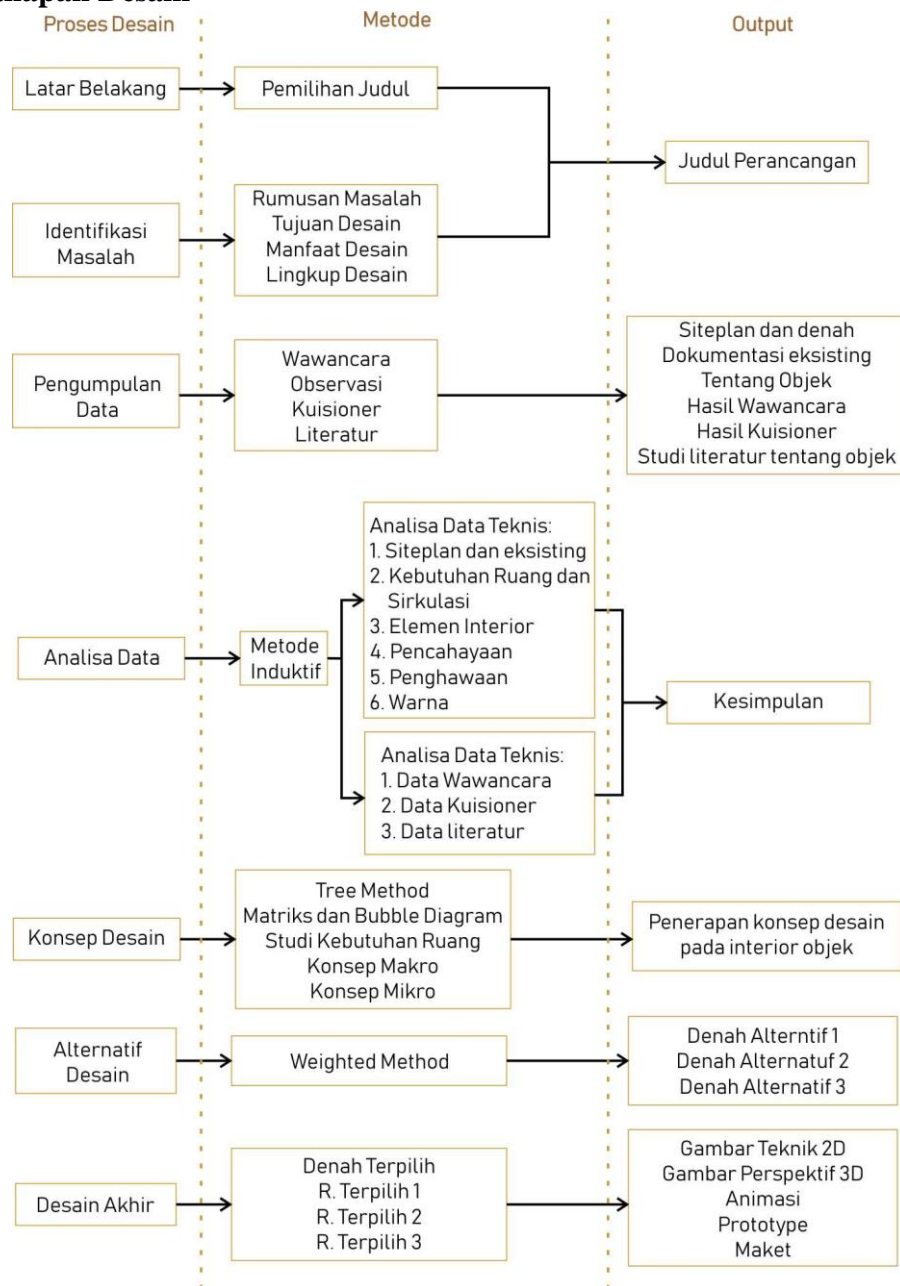 Proses Desain
Metode
Output
Latar Belakang
Pemilihan Judul
Judul Perancangan
Identifikasi
Masalah
Rumusan Masalah
Tujuan Desain
Manfaat Desain
Lingkup Desain
Pengumpulan
Data
Wawancara
Observasi
Kuisioner
Literatur
Siteplan dan denah
Dokumentasi eksisting
Tentang Objek
Hasil Wawancara
Hasil Kuisioner
Studi literatur tentang objek
Analisa Data
Metode
Induktif
Analisa Data Teknis:
1. Siteplan dan eksisting
2. Kebutuhan Ruang dan
Sirkulasi
3. Elemen Interior
4. Pencahayaan
5. Penghawaan
6. Warna
Analisa Data Teknis:
1. Data Wawancara
2. Data Kuisioner
3. Data literatur
Kesimpulan
Konsep Desain
Tree Method
Matriks dan Bubble Diagram
Studi Kebutuhan Ruang
Konsep Makro
Konsep Mikro
Penerapan konsep desain
pada interior objek
Alternatif
Desain
Weighted Method
Denah Alterntif 1
Denah Alternatuf 2
Denah Alternatif 3
Desain Akhir
Denah Terpilih
R. Terpilih 1
R. Terpilih 2
R. Terpilih 3
Gambar Teknik 2D
Gambar Perspektif 3D
Animasi
Prototype
Maket